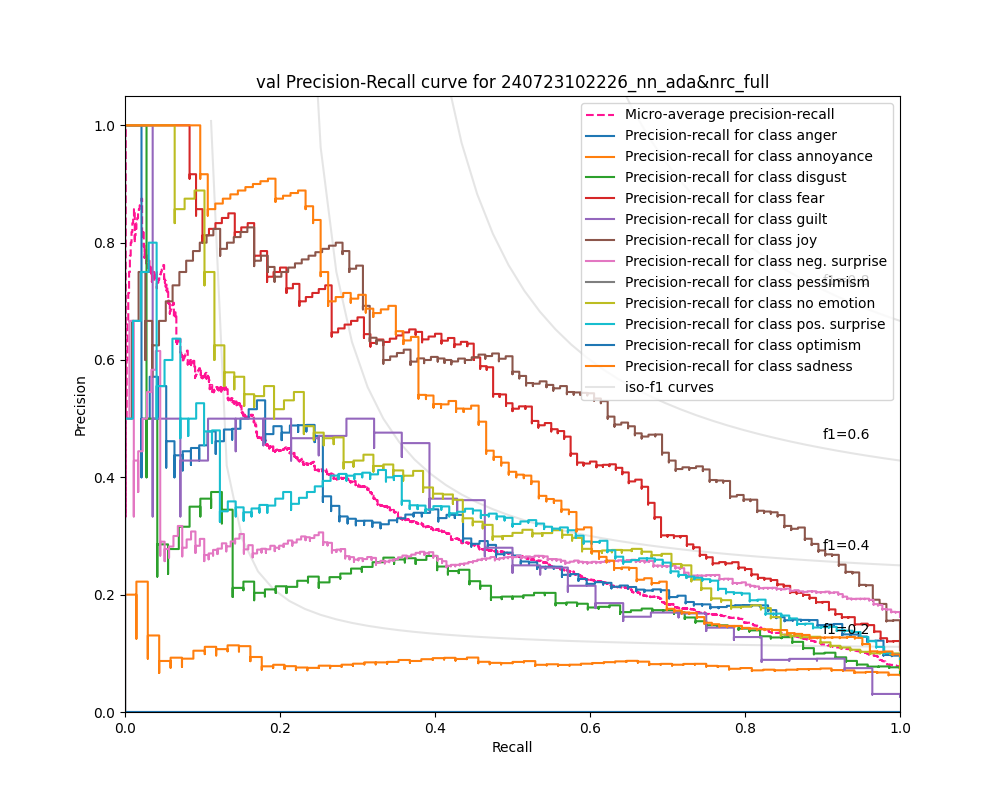 val Precision-Recall curve for 240723102226_nn_ada&nrc_full
Micro-average precision-recall
Precision-recall for class anger
Precision-recall for class annoyance
Precision-recall for class disgust
Precision-recall for class fear
Precision-recall for class guilt
Precision-recall for class joy
Precision-recall for class neg. surprise
Precision-recall for class pessimism
Precision-recall for class no emotion
Precision-recall for class pos. surprise
Precision-recall for class optimism
Precision-recall for class sadness
iso-f1 curves
f1=0.8
f1=0.6
f1=0.4
f1=0.2
Precision
1.0
0.8
0.6
0.4
0.2
0.0
0.0 0.2 0.4 0.6 0.8 1.0
Recall